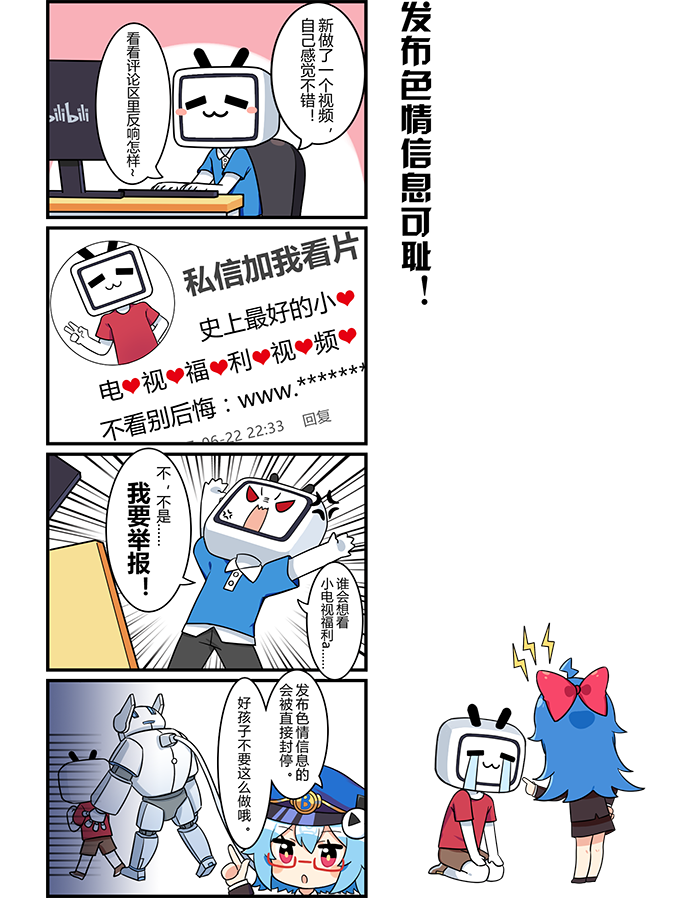 发布色情信息可耻！
新做了一个视频，
自己感觉不错！
看看评论区里
反响怎样~
bilibili
私信加我看片
史上最好的小❤
电❤视❤福❤利❤视❤频❤
不看别后悔：www.*******
06-22 22:33 回复
谁会想看
小电视福利a……
不，不是……
我要举报！
发布色情信息的
会被直接封停。
好孩子不要这么做哦。